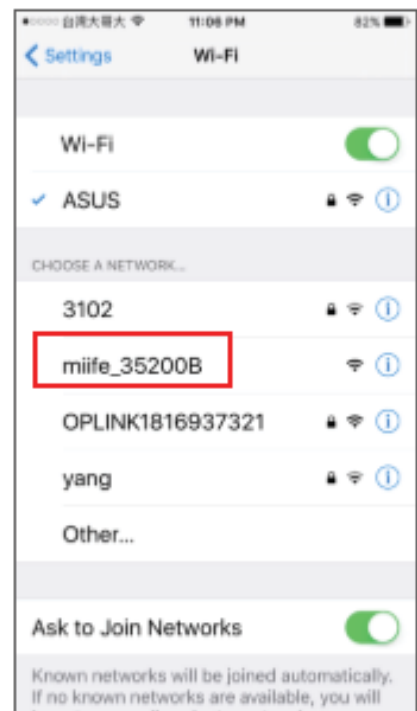 台灣大哥大 11:06 PM 82%
Settings Wi-Fi
Wi-Fi
ASUS
CHOOSE A NETWORK...
3102
miife_35200B
OPLINK1816937321
yang
Other...
Ask to Join Networks
Known networks will be joined automatically.
If no known networks are available, you will